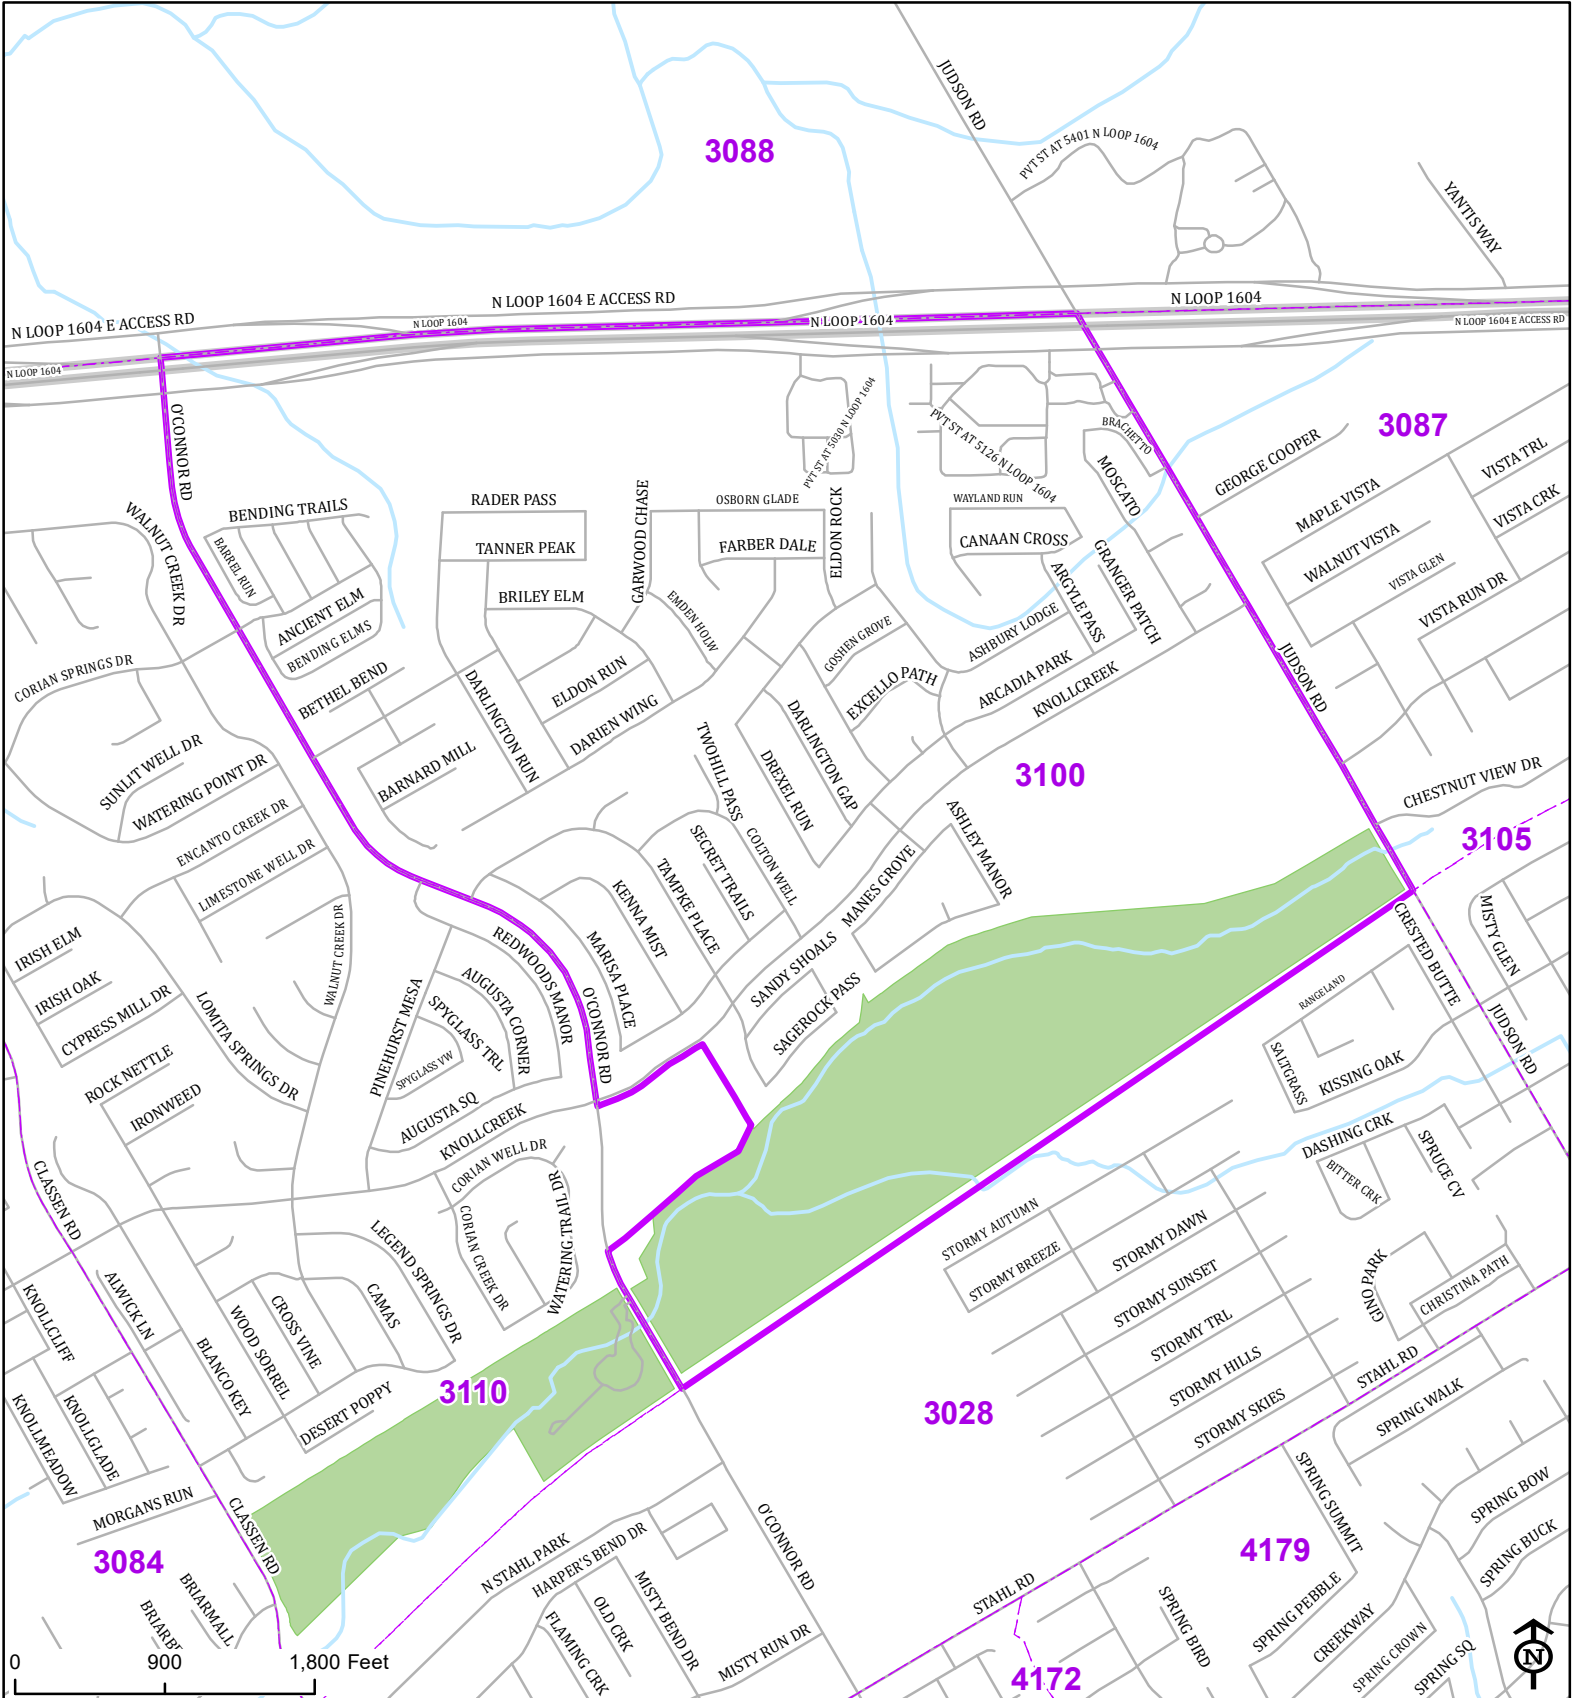 JUDSON RD
PVT ST AT 5401 N LOOP 1604
3088
YANTIS WAY
N LOOP 1604 E ACCESS RD
N LOOP 1604
N LOOP 1604 E ACCESS RD
N LOOP 1604
N LOOP 1604
N LOOP 1604 E ACCESS RD
N LOOP 1604
O'CONNOR RD
PVT ST AT 5030 N LOOP 1604
PVT ST AT 5126 N LOOP 1604
BRACHETTO
3087
GEORGE COOPER
VISTA TRL
MAPLE VISTA
VISTA CRK
MOSCATO
WALNUT CREEK DR
BENDING TRAILS
RADER PASS
GARWOOD CHASE
OSBORN GLADE
ELDON ROCK
WAYLAND RUN
WALNUT VISTA
BARREL RUN
TANNER PEAK
FARBER DALE
CANAAN CROSS
VISTA GLEN
GRANGER PATCH
ARGYLE PASS
VISTA RUN DR
ANCIENT ELM
BRILEY ELM
EMDEN HOLW
BENDING ELMS
GOSHEN GROVE
ASHBURY LODGE
CORIAN SPRINGS DR
BETHEL BEND
DARLINGTON RUN
ELDON RUN
EXCELLO PATH
ARCADIA PARK
KNOLLCREEK
JUDSON RD
DARIEN WING
DARLINGTON GAP
TWOHILL PASS
SUNLIT WELL DR
BARNARD MILL
DREXEL RUN
3100
WATERING POINT DR
CHESTNUT VIEW DR
ENCANTO CREEK DR
ASHLEY MANOR
3105
LIMESTONE WELL DR
SECRET TRAILS
COLTON WELL
MANES GROVE
TAMPKE PLACE
KENNA MIST
IRISH ELM
WALNUT CREEK DR
REDWOODS MANOR
MARISA PLACE
SANDY SHOALS
CRESTED BUTTE
MISTY GLEN
IRISH OAK
CYPRESS MILL DR
LOMITA SPRINGS DR
AUGUSTA CORNER
SPYGLASS TRL
SAGEROCK PASS
RANGELAND
JUDSON RD
PINEHURST MESA
O'CONNOR RD
ROCK NETTLE
SPYGLASS VW
SALTGRASS
KISSING OAK
IRONWEED
AUGUSTA SQ
KNOLLCREEK
DASHING CRK
SPRUCE CV
CORIAN WELL DR
BITTER CRK
CLASSEN RD
WATERING TRAIL DR
STORMY AUTUMN
STORMY DAWN
CORIAN CREEK DR
LEGEND SPRINGS DR
STORMY BREEZE
STORMY SUNSET
GINO PARK
CHRISTINA PATH
KNOLLCLIFF
ALWICK LN
CAMAS
CROSS VINE
WOOD SORREL
BLANCO KEY
STORMY TRL
STORMY HILLS
STAHL RD
3110
3028
KNOLLGLADE
KNOLLMEADOW
DESERT POPPY
STORMY SKIES
SPRING WALK
SPRING SUMMIT
SPRING BOW
MORGANS RUN
CLASSEN RD
O'CONNOR RD
SPRING BUCK
3084
4179
N STAHL PARK
HARPER'S BEND DR
STAHL RD
SPRING PEBBLE
BRIARMALL
OLD CRK
MISTY BEND DR
FLAMING CRK
SPRING BIRD
CREEKWAY
SPRING CROWN
SPRING SQ
MISTY RUN DR
4172
N
0 900 1,800 Feet